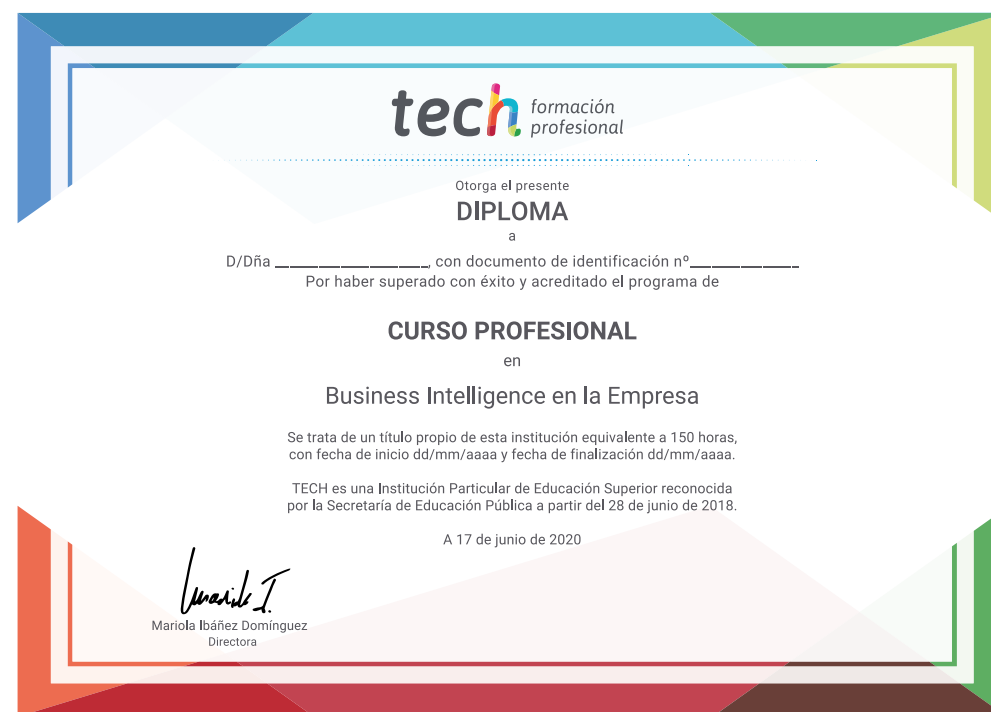 tech formación
profesional
Otorga el presente
DIPLOMA
a
D/Dña ____________________, con documento de identificación nº______________
Por haber superado con éxito y acreditado el programa de
CURSO PROFESIONAL
en
Business Intelligence en la Empresa
Se trata de un título propio de esta institución equivalente a 150 horas,
con fecha de inicio dd/mm/aaaa y fecha de finalización dd/mm/aaaa.
TECH es una Institución Particular de Educación Superior reconocida
por la Secretaría de Educación Pública a partir del 28 de junio de 2018.
A 17 de junio de 2020
Mariola I.
Mariola Ibáñez Domínguez
Directora